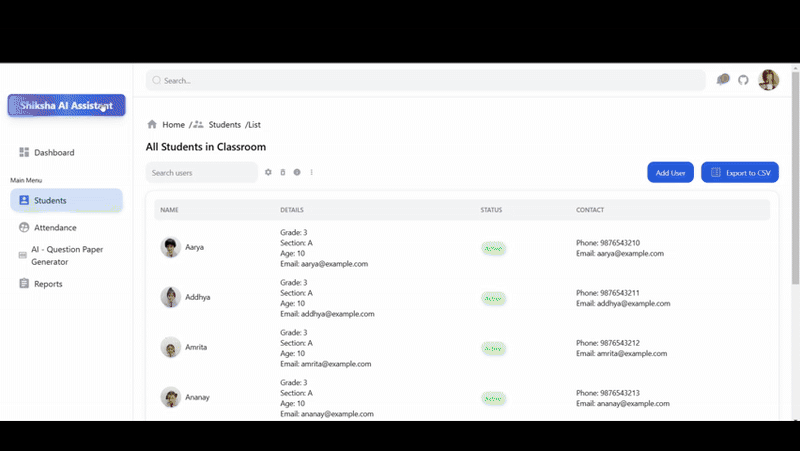 Search...
Shiksha AI Assistant
Home / Students /List
Dashboard
All Students in Classroom
Search users
Add User
Export to CSV
Main Menu
Students
Attendance
AI - Question Paper
Generator
Reports
NAME DETAILS STATUS CONTACT
Aarya
Grade: 3
Section: A
Age: 10
Email: aarya@example.com
Active
Phone: 9876543210
Email: aarya@example.com
Addhya
Grade: 3
Section: A
Age: 10
Email: addhya@example.com
Active
Phone: 9876543211
Email: addhya@example.com
Amrita
Grade: 3
Section: A
Age: 10
Email: amrita@example.com
Active
Phone: 9876543212
Email: amrita@example.com
Ananay
Grade: 3
Section: A
Age: 10
Email: ananay@example.com
Active
Phone: 9876543213
Email: ananay@example.com